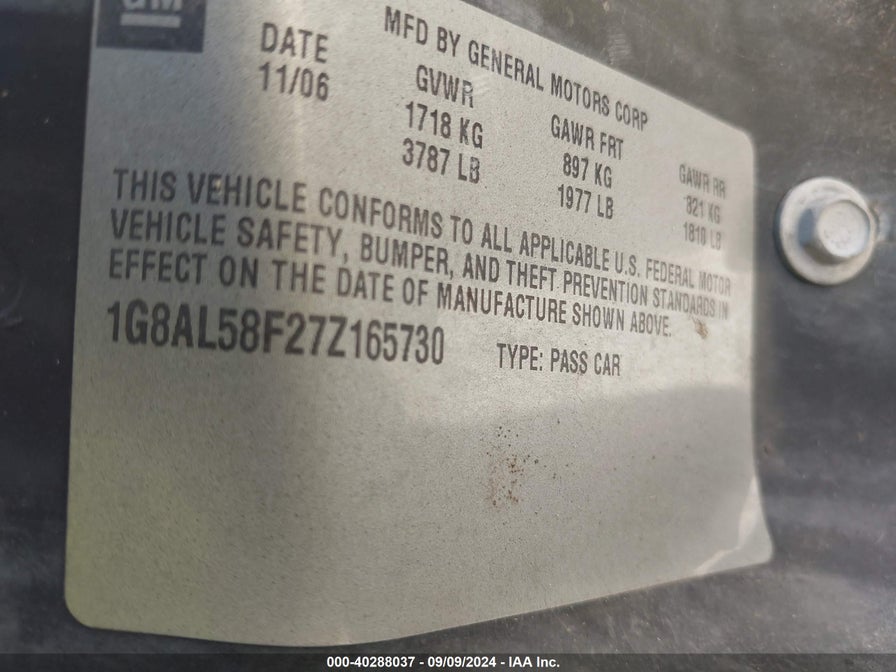 GM
MFD BY GENERAL MOTORS CORP
DATE GVWR GAWR FRT GAWR RR
11/06 1718 KG 897 KG 821 KG
3787 LB 1977 LB 1810 LB
THIS VEHICLE CONFORMS TO ALL APPLICABLE U.S. FEDERAL MOTOR
VEHICLE SAFETY, BUMPER, AND THEFT PREVENTION STANDARDS IN
EFFECT ON THE DATE OF MANUFACTURE SHOWN ABOVE.
1G8AL58F27Z165730 TYPE: PASS CAR
000-40288037 - 09/09/2024 - IAA Inc.